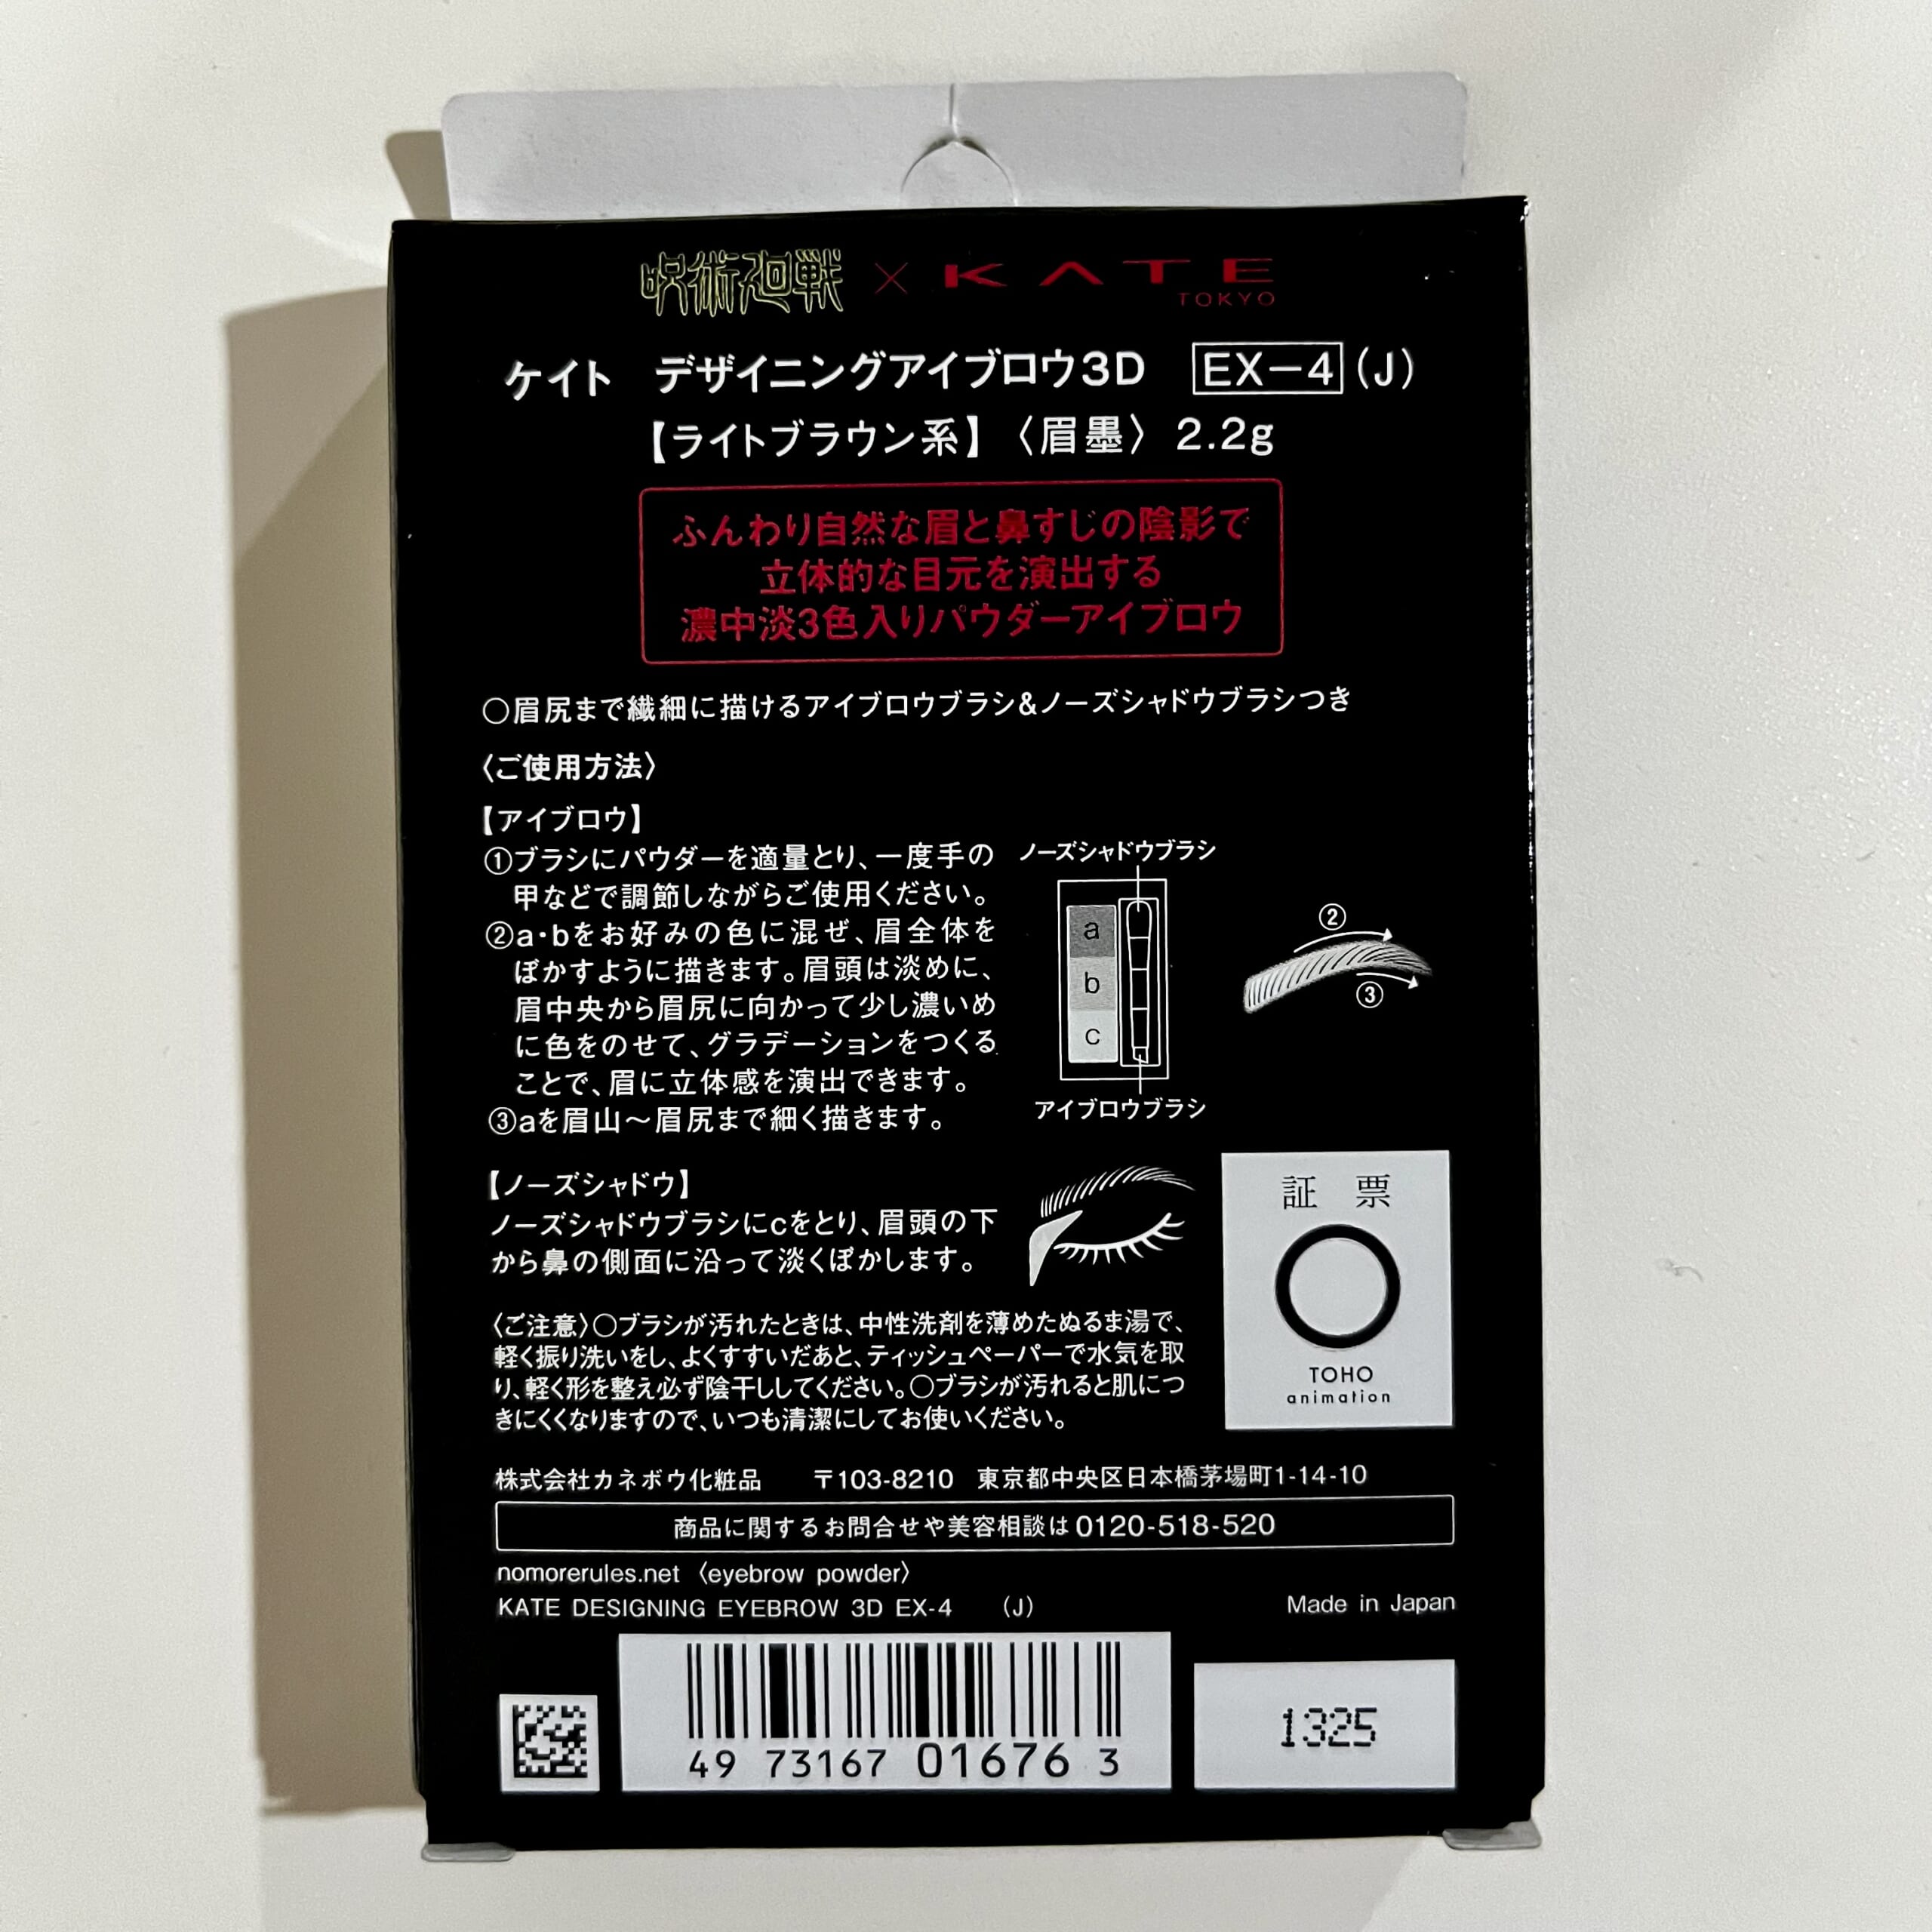 呪術廻戦 × KATE
TOKYO
ケイト デザイニングアイブロウ3D EX-4 (J)
【ライトブラウン系】〈眉墨〉2.2g
ふんわり自然な眉と鼻すじの陰影で
立体的な目元を演出する
濃中淡3色入りパウダーアイブロウ
○眉尻まで繊細に描けるアイブロウブラシ&ノーズシャドウブラシつき
〈ご使用方法〉
【アイブロウ】
①ブラシにパウダーを適量とり、一度手の
甲などで調節しながらご使用ください。
②a・bをお好みの色に混ぜ、眉全体を
ぼかすように描きます。眉頭は淡めに、
眉中央から眉尻に向かって少し濃いめ
に色をのせて、グラデーションをつくる
ことで、眉に立体感を演出できます。
③aを眉山～眉尻まで細く描きます。
ノーズシャドウブラシ
a
b
c
アイブロウブラシ
②
③
【ノーズシャドウ】
ノーズシャドウブラシにcをとり、眉頭の下
から鼻の側面に沿って淡くぼかします。
証 票
TOHO
animation
〈ご注意〉○ブラシが汚れたときは、中性洗剤を薄めたぬるま湯で、
軽く振り洗いをし、よくすすいだあと、ティッシュペーパーで水気を取
り、軽く形を整え必ず陰干ししてください。○ブラシが汚れると肌につ
きにくくなりますので、いつも清潔にしてお使いください。
株式会社カネボウ化粧品 〒103-8210 東京都中央区日本橋茅場町1-14-10
商品に関するお問合せや美容相談は 0120-518-520
nomorerules.net 〈eyebrow powder〉
KATE DESIGNING EYEBROW 3D EX-4 (J)
Made in Japan
49 73167 01676 3
1325